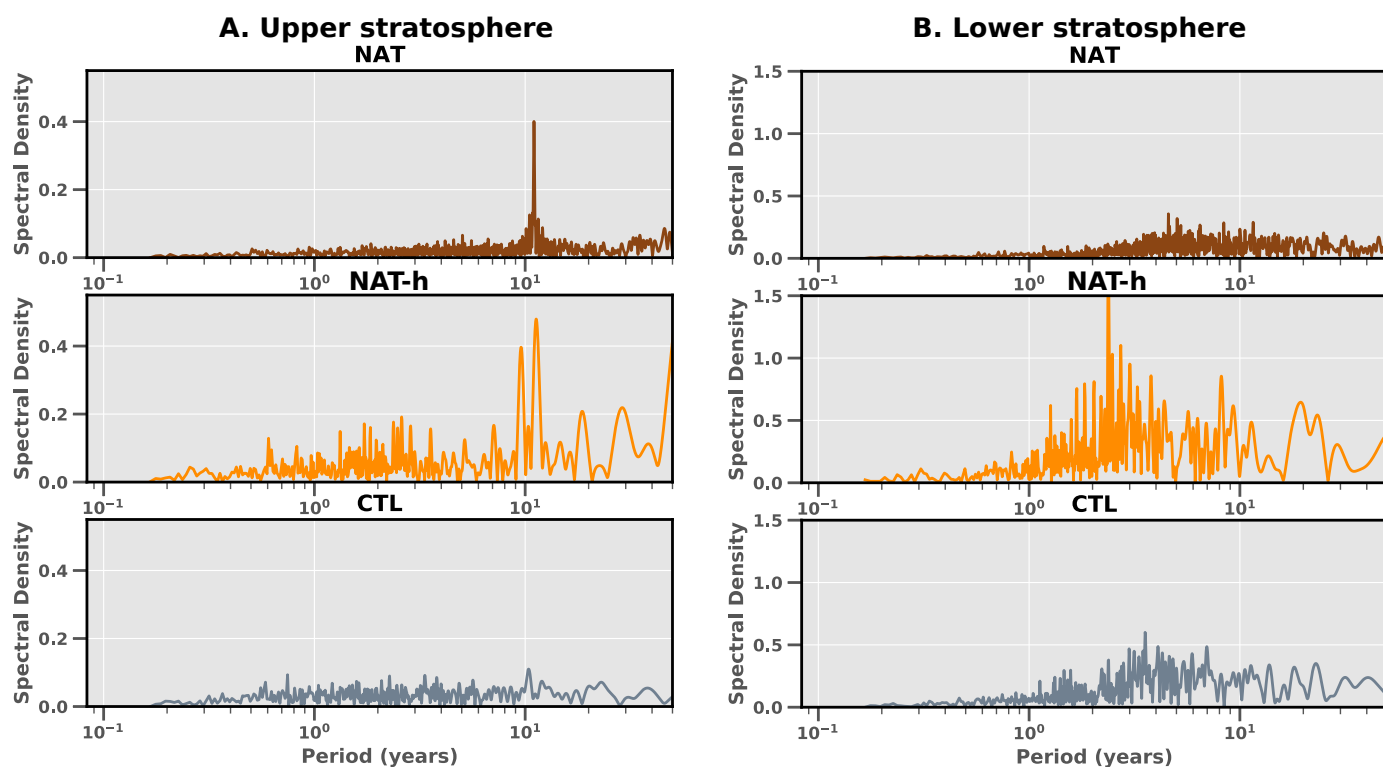 A. Upper stratosphere
NAT
Spectral Density
0.4
0.2
0.0
10⁻¹
10⁰
10¹
NAT-h
Spectral Density
0.4
0.2
0.0
10⁻¹
10⁰
10¹
CTL
Spectral Density
0.4
0.2
0.0
10⁻¹
10⁰
10¹
Period (years)
B. Lower stratosphere
NAT
Spectral Density
1.5
1.0
0.5
0.0
10⁻¹
10⁰
10¹
NAT-h
Spectral Density
1.5
1.0
0.5
0.0
10⁻¹
10⁰
10¹
CTL
Spectral Density
1.5
1.0
0.5
0.0
10⁻¹
10⁰
10¹
Period (years)